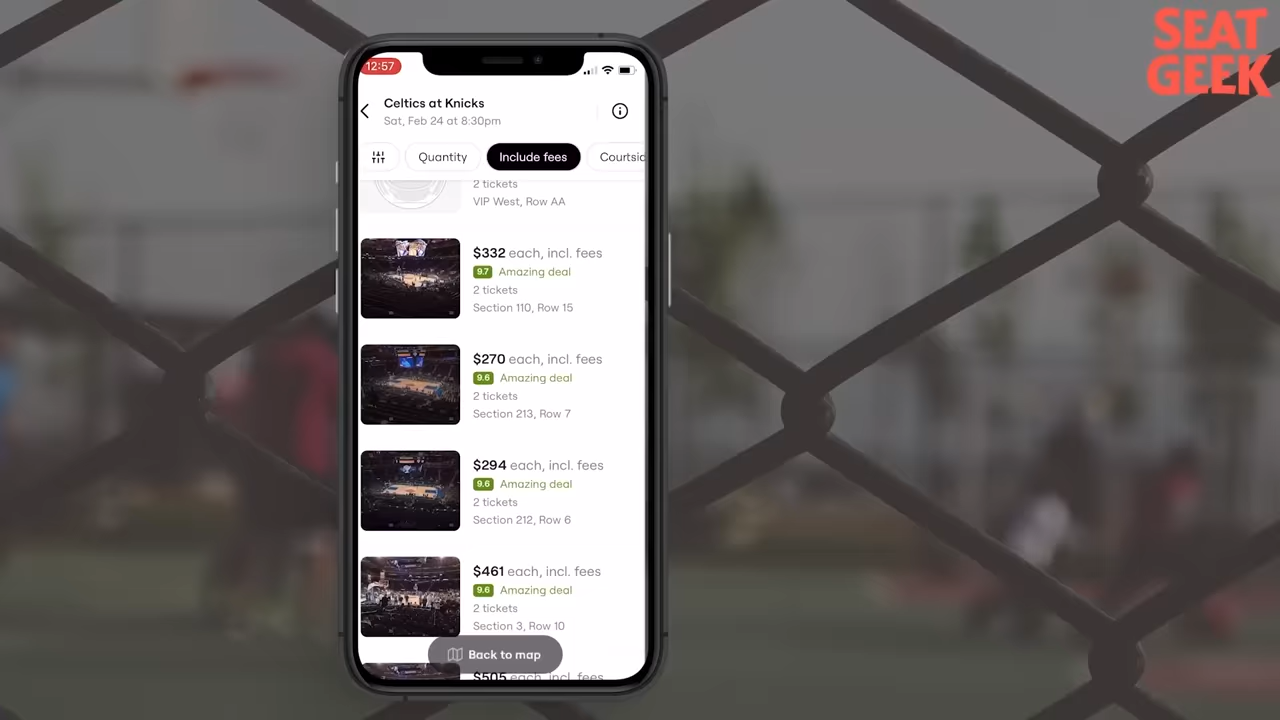 SEAT
GEEK
12:57
Celtics at Knicks
Sat, Feb 24 at 8:30pm
Quantity
Include fees
Courtsid
2 tickets
VIP West, Row AA
$332 each, incl. fees
9.7 Amazing deal
2 tickets
Section 110, Row 15
$270 each, incl. fees
9.6 Amazing deal
2 tickets
Section 213, Row 7
$294 each, incl. fees
9.6 Amazing deal
2 tickets
Section 212, Row 6
$461 each, incl. fees
9.6 Amazing deal
2 tickets
Section 3, Row 10
Back to map
$505 each, incl. fees